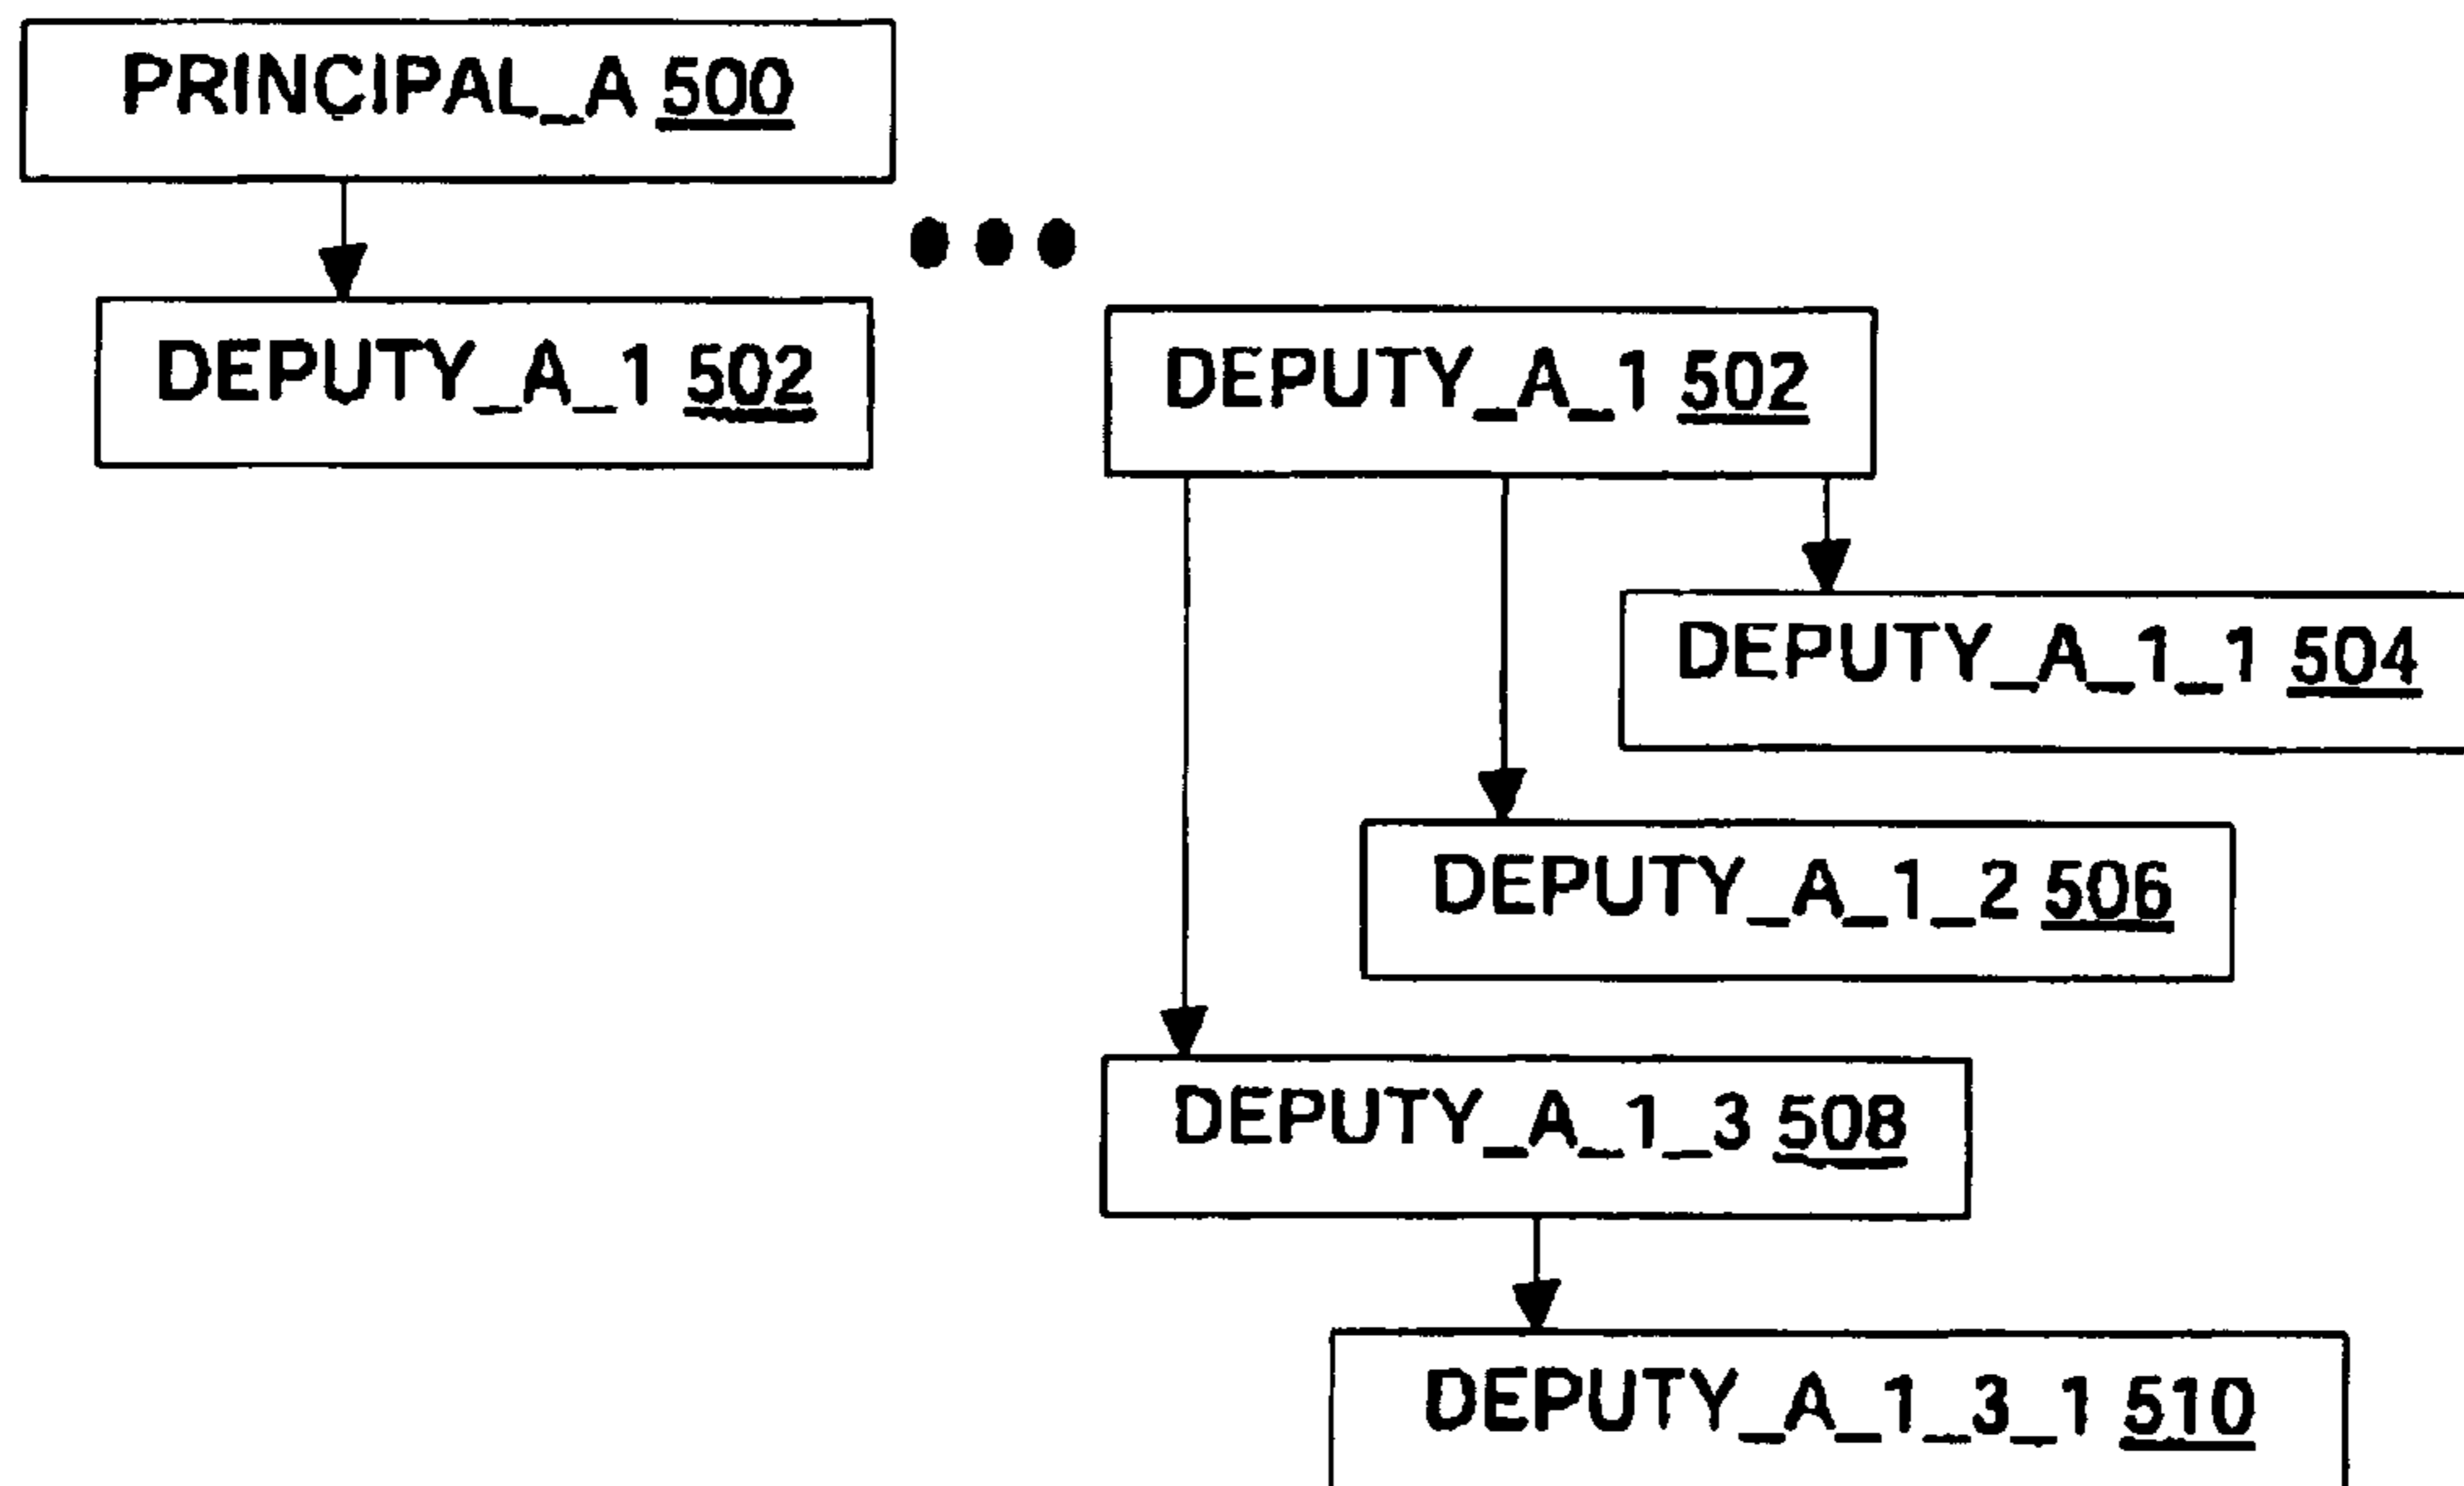 PRINCIPAL_A 500
DEPUTY_A_1 502
DEPUTY_A_1 502
DEPUTY_A_1_1 504
DEPUTY_A_1_2 506
DEPUTY_A_1_3 508
DEPUTY_A_1_3_1 510